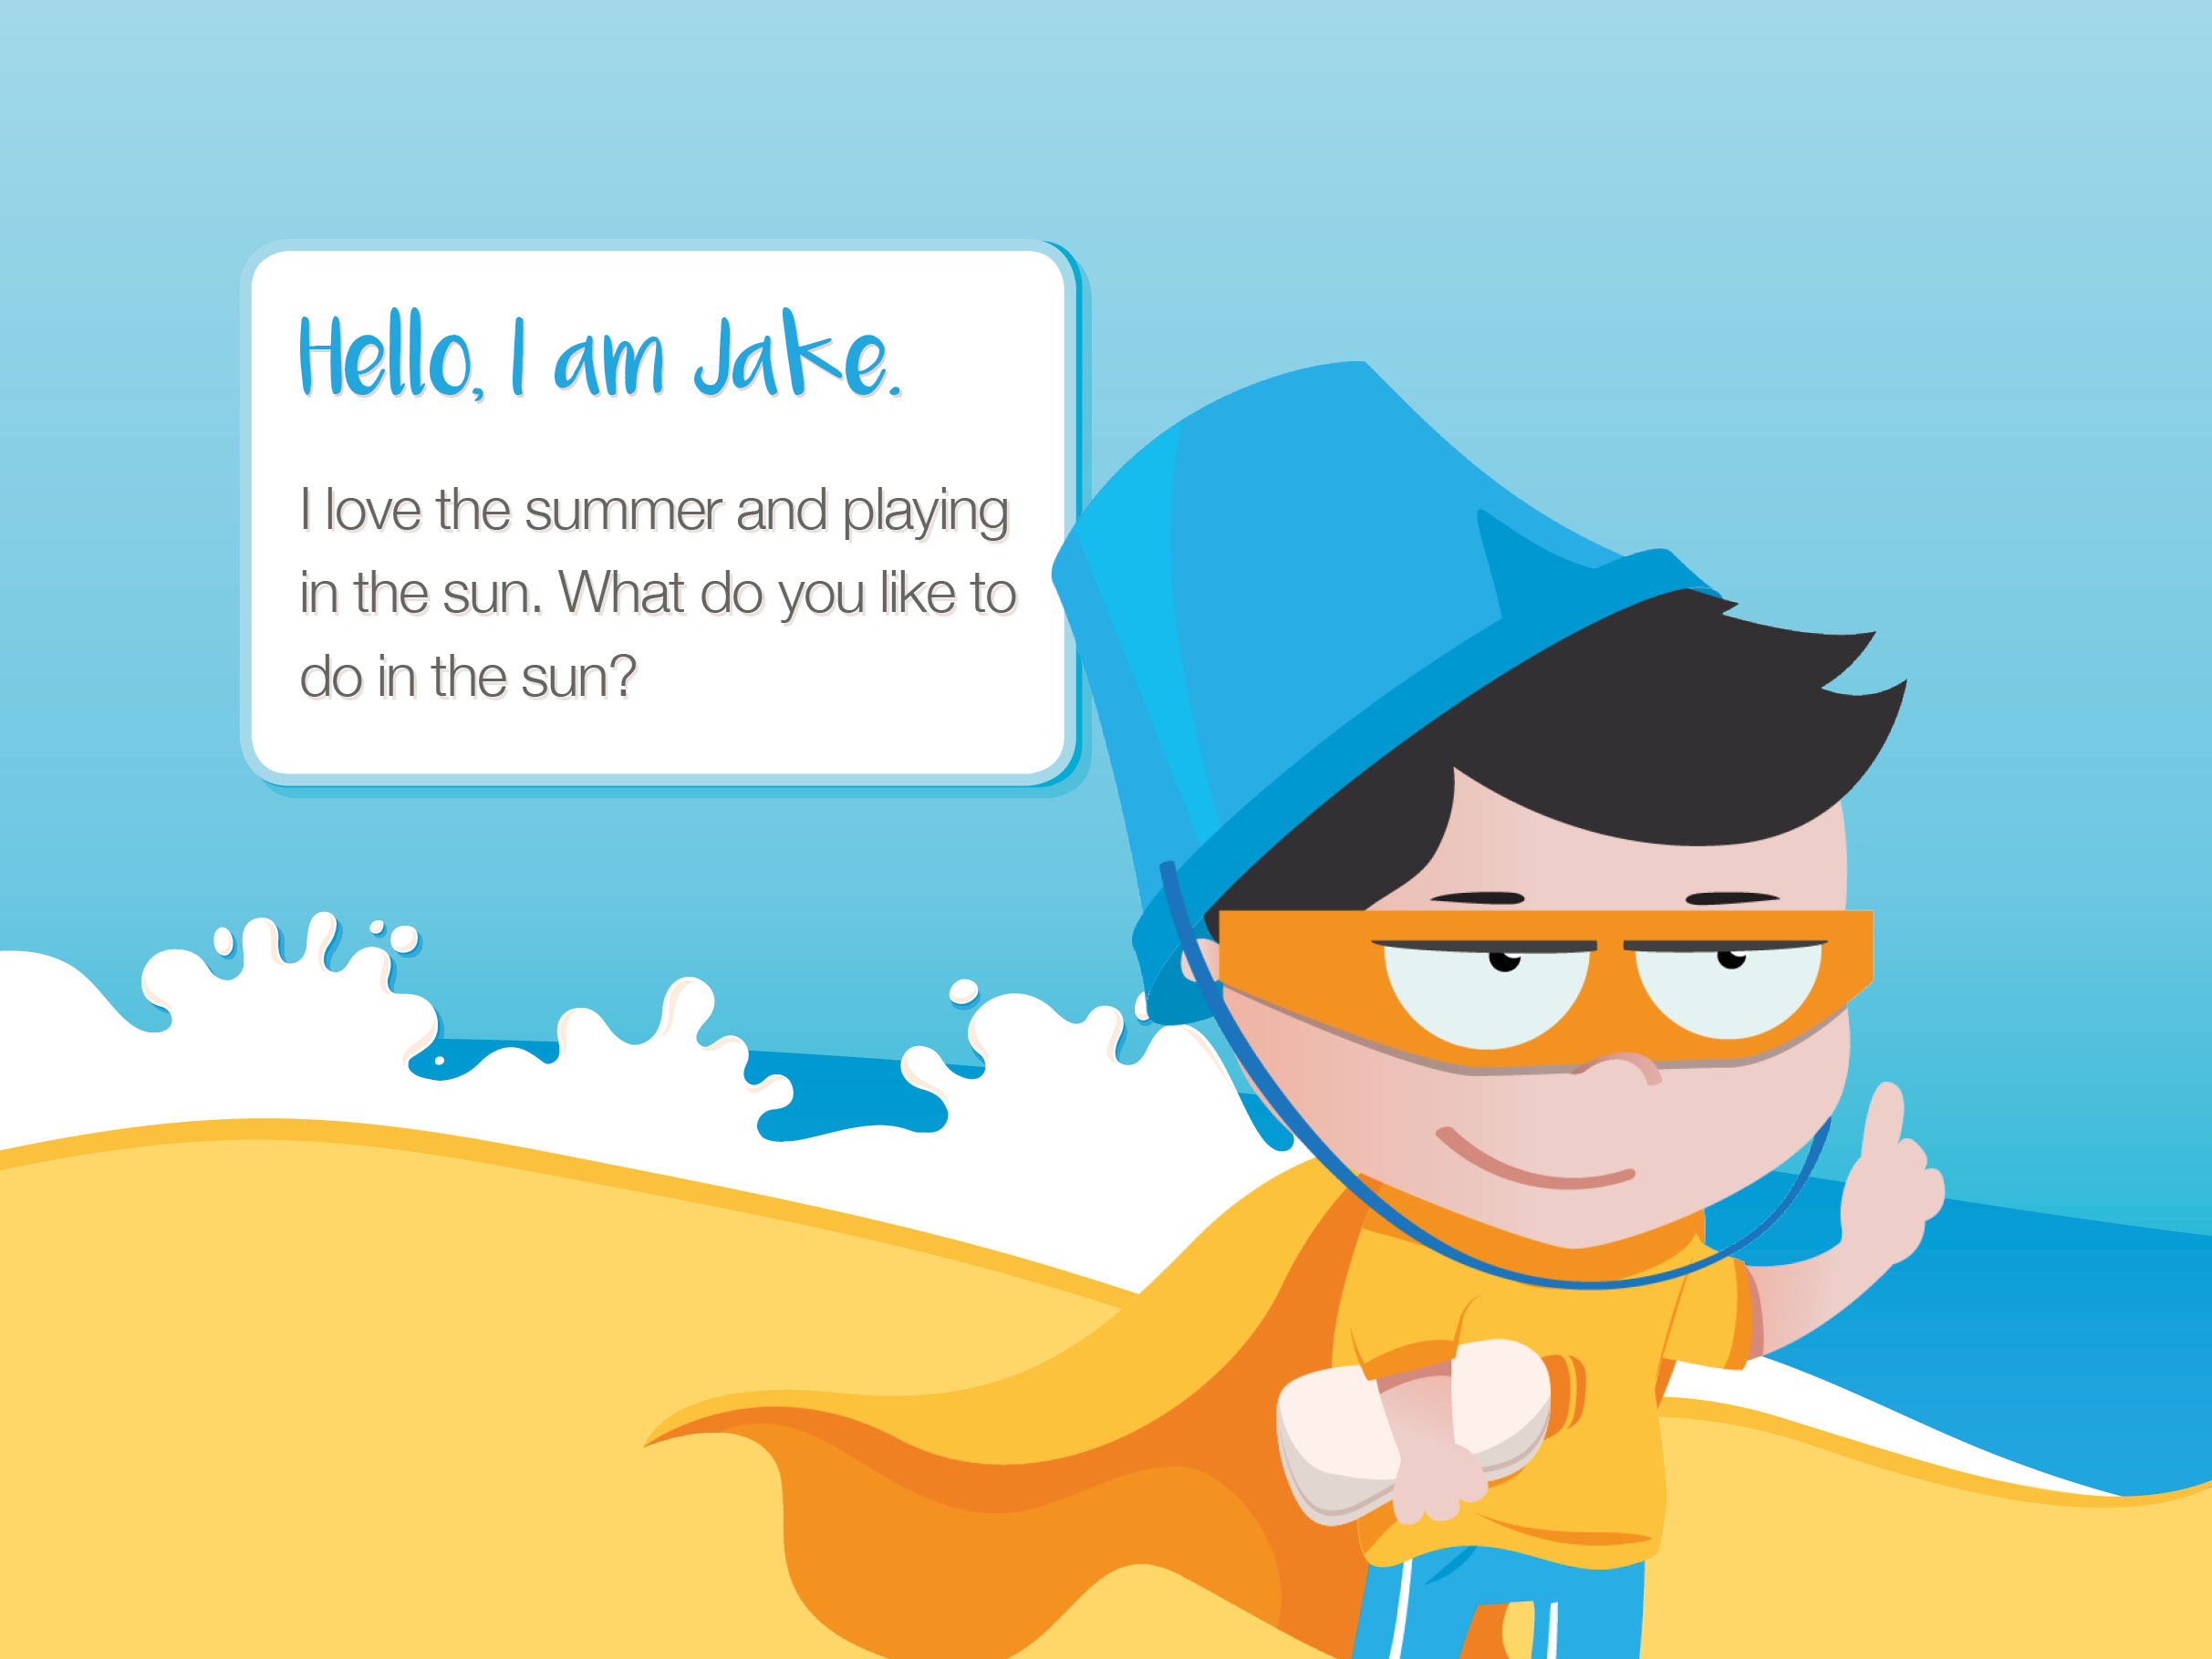 Hello, I am Jake.
I love the summer and playing
in the sun. What do you like to
do in the sun?